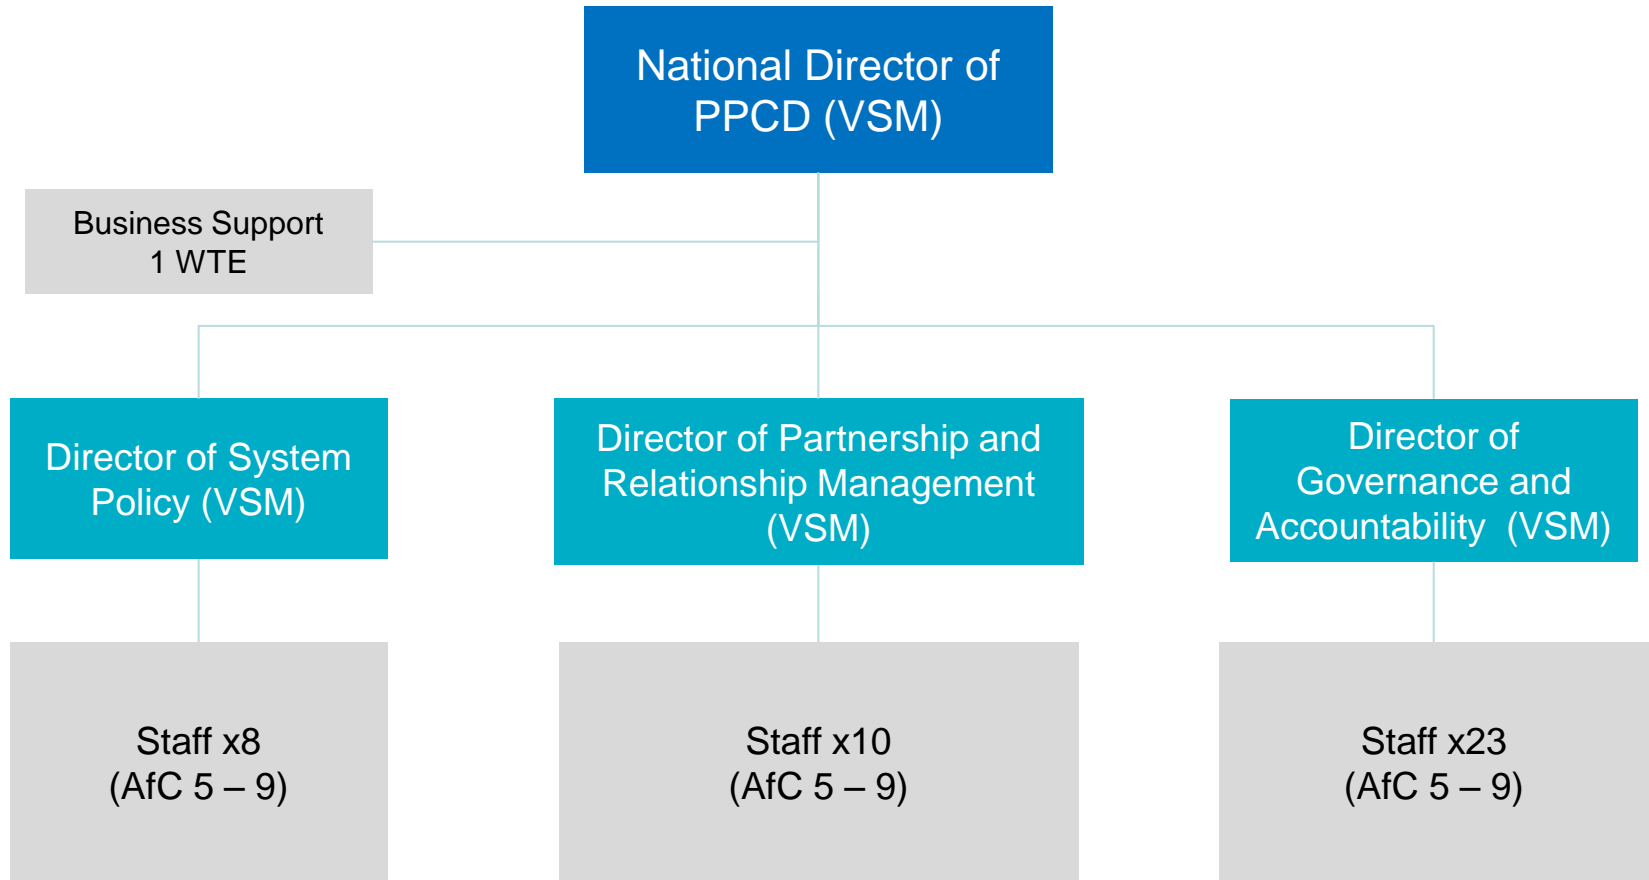 National Director of
PPCD (VSM)
Business Support
1 WTE
Director of System
Policy (VSM)
Director of Partnership and
Relationship Management
(VSM)
Director of
Governance and
Accountability  (VSM)
Staff x8
(AfC 5 – 9)
Staff x10
(AfC 5 – 9)
Staff x23
(AfC 5 – 9)